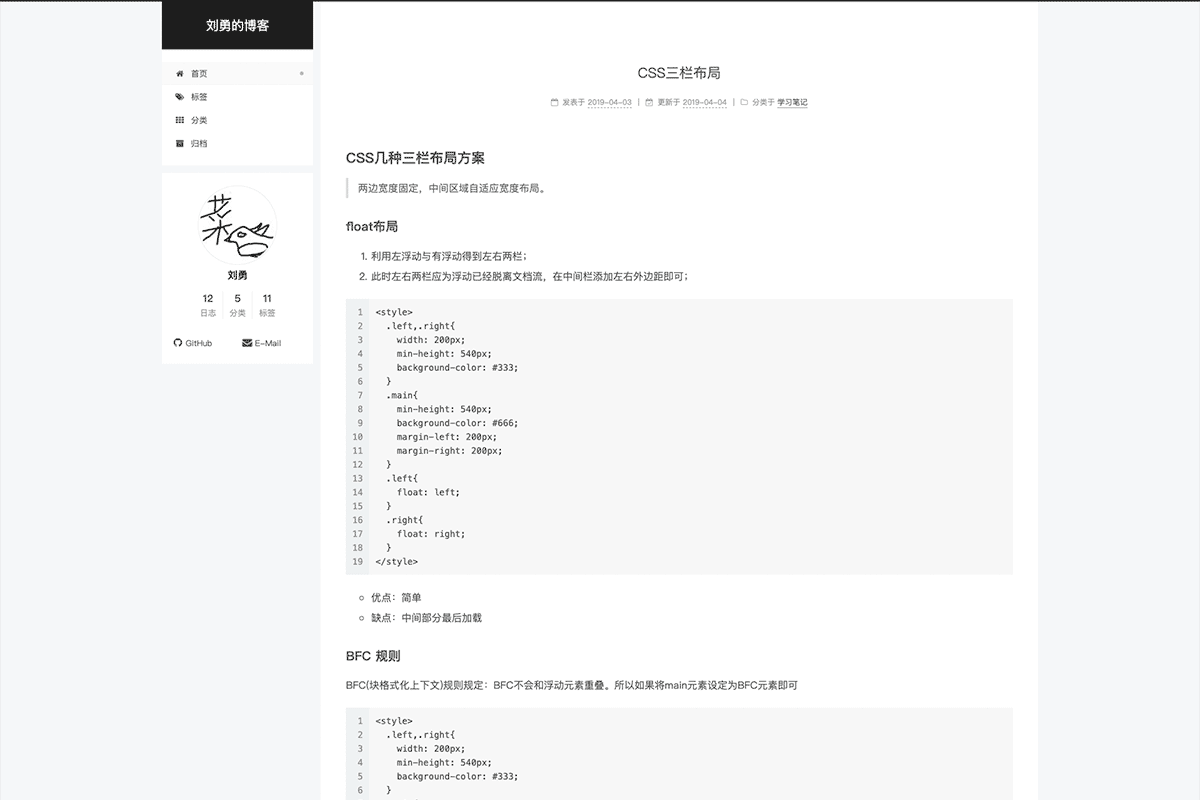 刘勇的博客
首页
标签
分类
归档
菜鸟
刘勇
12 5 11
日志 分类 标签
GitHub E-Mail
CSS三栏布局
发表于 2019-04-03 | 更新于 2019-04-04 | 分类于 学习笔记
CSS几种三栏布局方案
两边宽度固定，中间区域自适应宽度布局。
float布局
1. 利用左浮动与有浮动得到左右两栏；
2. 此时左右两栏应为浮动已经脱离文档流，在中间栏添加左右外边距即可；
1 <style>
2 .left,.right{
3 width: 200px;
4 min-height: 540px;
5 background-color: #333;
6 }
7 .main{
8 min-height: 540px;
9 background-color: #666;
10 margin-left: 200px;
11 margin-right: 200px;
12 }
13 .left{
14 float: left;
15 }
16 .right{
17 float: right;
18 }
19 </style>
优点：简单
缺点：中间部分最后加载
BFC 规则
BFC(块格式化上下文)规则规定：BFC不会和浮动元素重叠。所以如果将main元素设定为BFC元素即可
1 <style>
2 .left,.right{
3 width: 200px;
4 min-height: 540px;
5 background-color: #333;
6 }